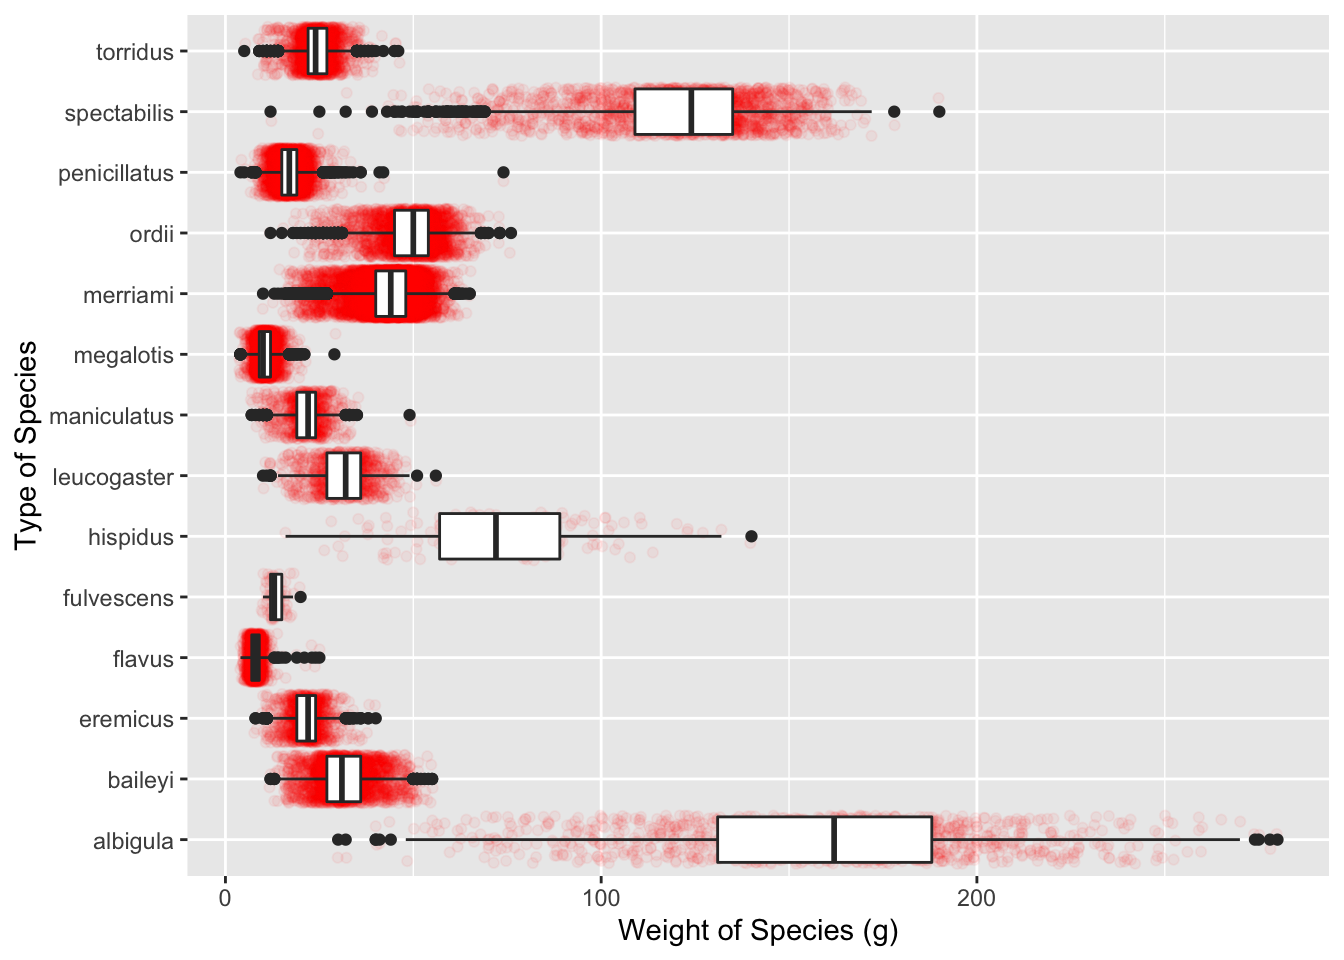 torridus
spectabilis
penicillatus
ordii
merriami
megalotis
maniculatus
leucogaster
hispidus
fulvescens
flavus
eremicus
baileyi
albigula
Type of Species
0 100 200
Weight of Species (g)